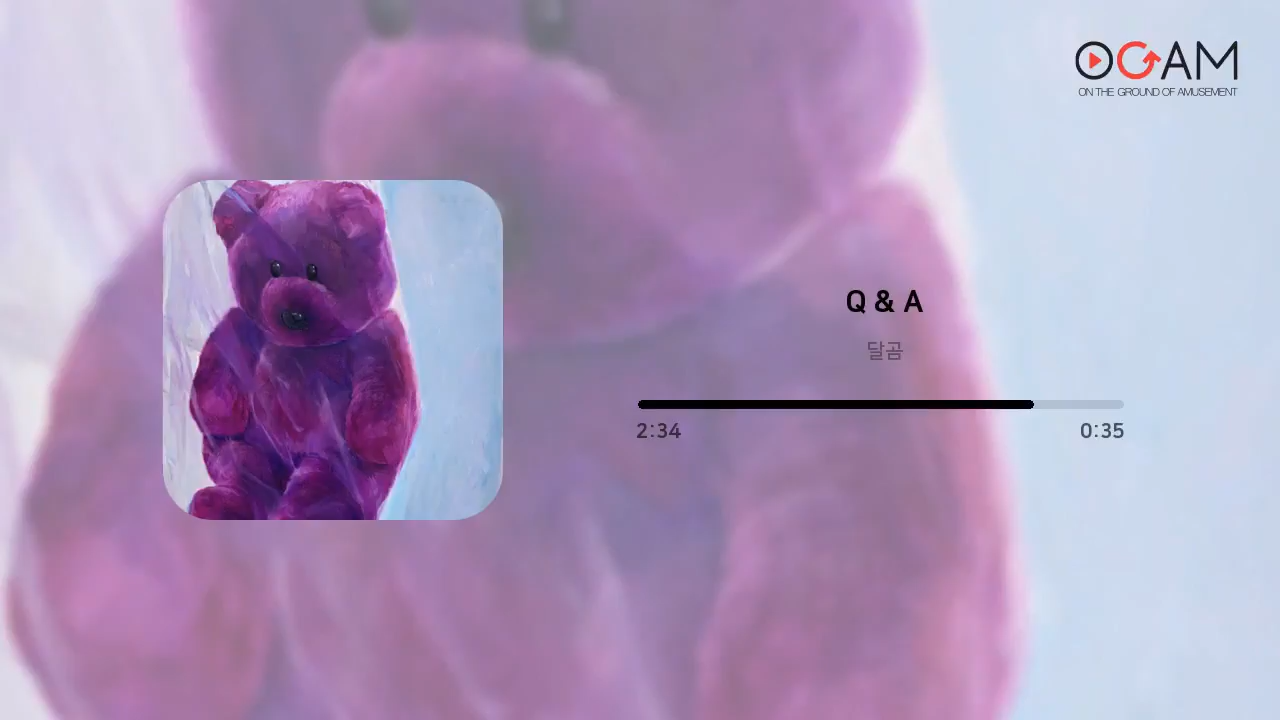 OGAM
ON THE GROUND OF AMUSEMENT
Q & A
달곰
2:34
0:35